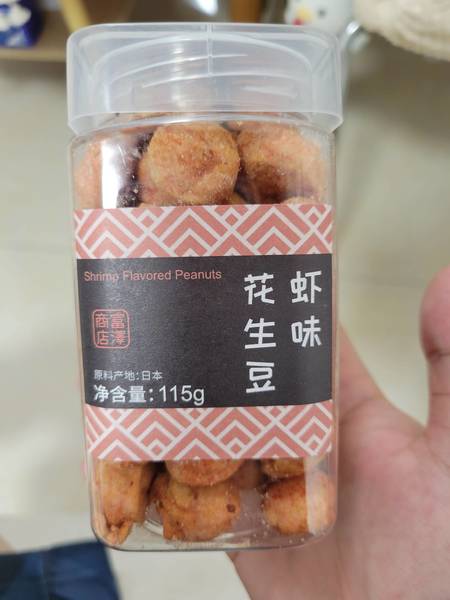 Shrimp Flavored Peanuts
虾味
花生豆
富澤
商店
原料产地:日本
净含量:115g